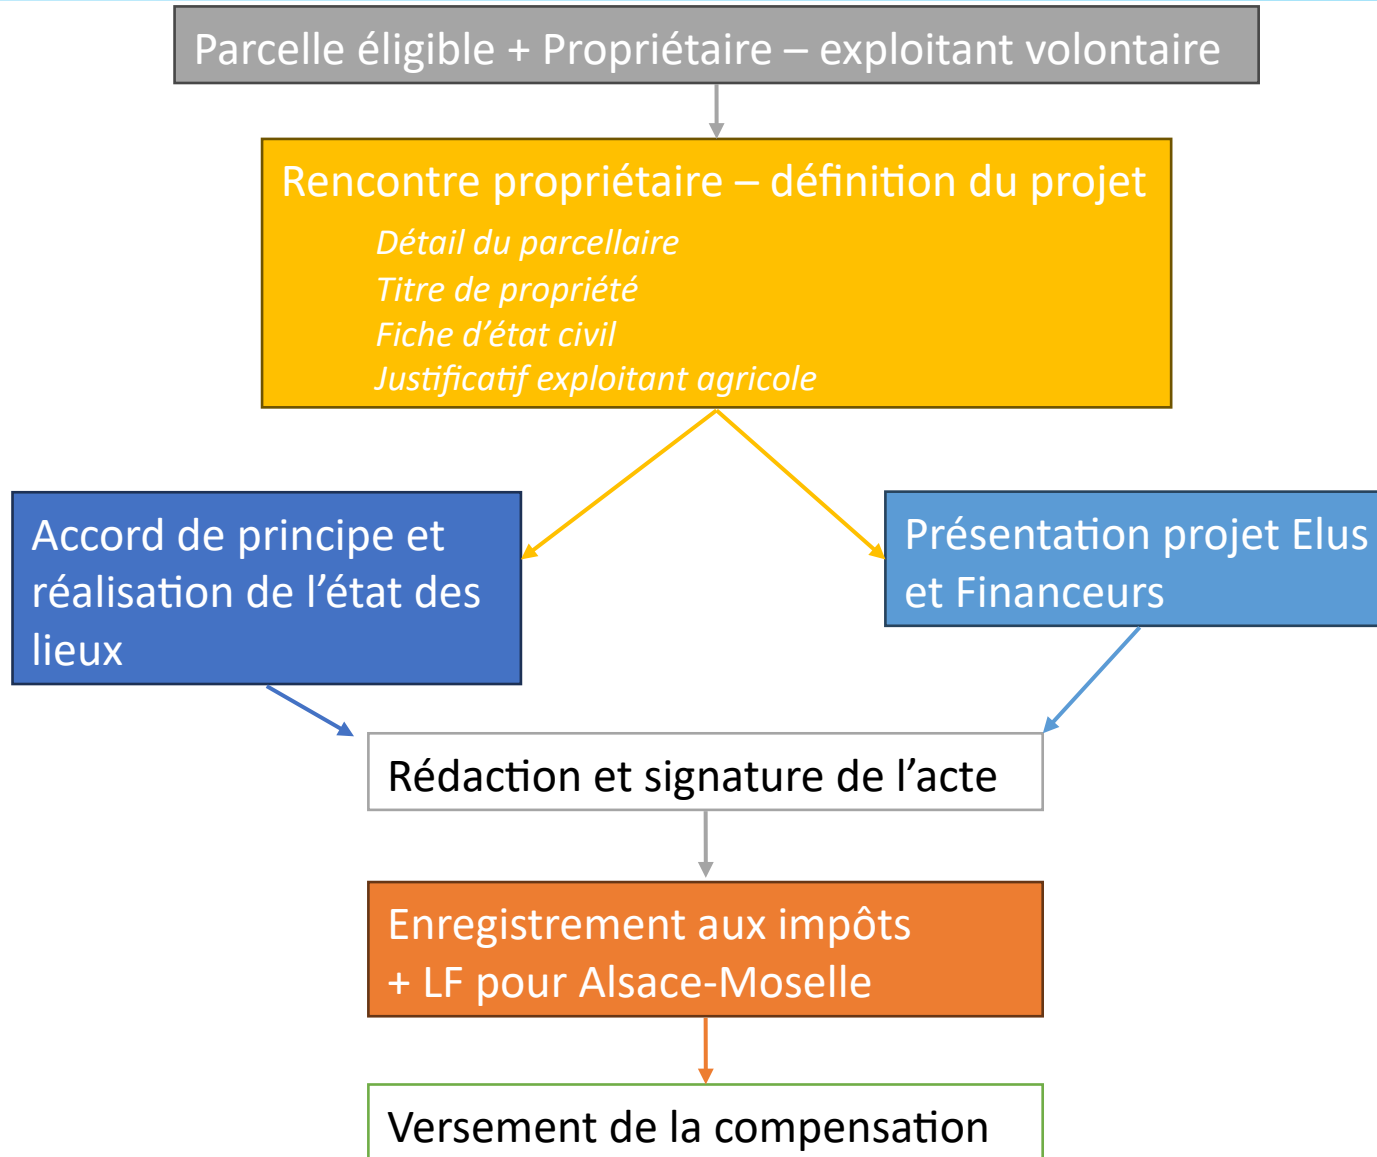 Parcelle éligible + Propriétaire – exploitant volontaire
Rencontre propriétaire – définition du projet
Détail du parcellaire
Titre de propriété
Fiche d’état civil
Justificatif exploitant agricole
Accord de principe et
réalisation de l’état des
lieux
Présentation projet Elus
et Financeurs
Rédaction et signature de l’acte
Enregistrement aux impôts
+ LF pour Alsace-Moselle
Versement de la compensation